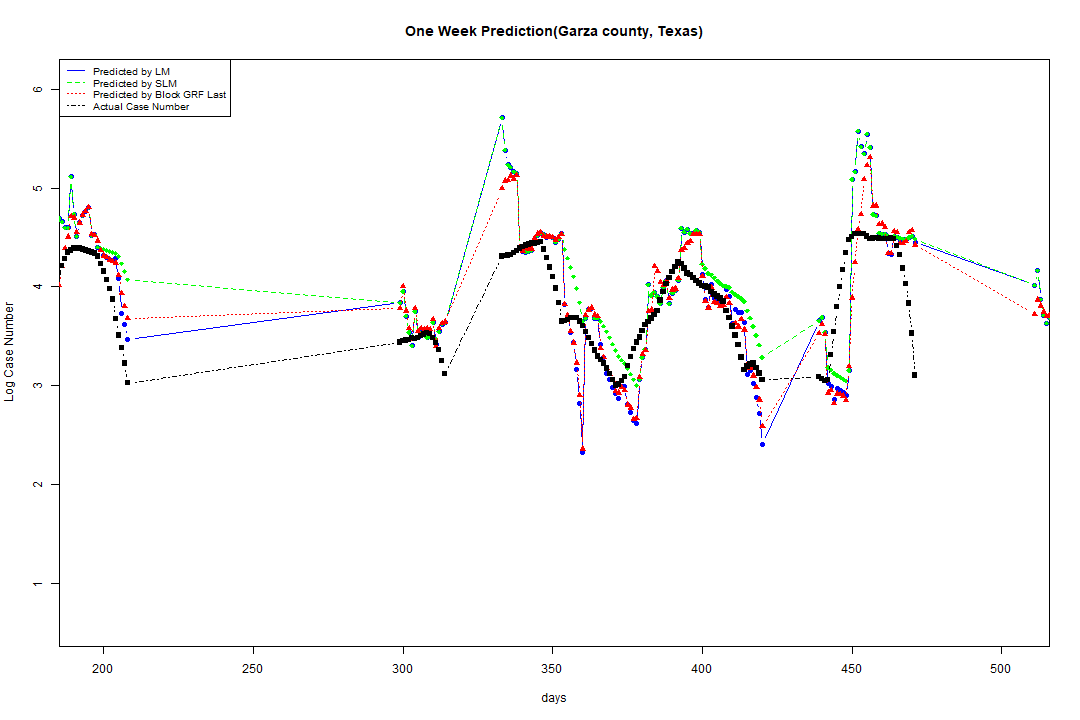 One Week Prediction(Garza county, Texas)
Predicted by LM
Predicted by SLM
Predicted by Block GRF Last
Actual Case Number
Log Case Number
6
5
4
3
2
1
200 250 300 350 400 450 500
days